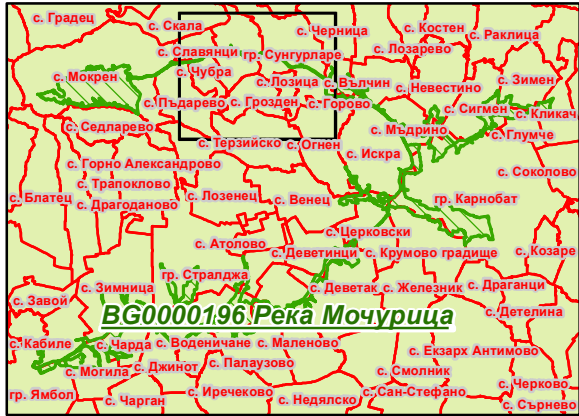 с. Градец
с. Скала
с. Черница
с. Костен
с. Раклица
с. Славянци
гр. Сунгурларе
с. Лозарево
с. Мокрен
с. Чубра
с. Лозица
с. Вълчин
с. Невестино
с. Зимен
с. Пъдарево
с. Грозден
с. Горово
с. Сигмен
с. Кликач
с. Седларево
с. Мъдрино
с. Глумче
с. Терзийско
с. Огнен
с. Искра
с. Горно Александрово
с. Соколово
с. Трапоклово
с. Блатец
с. Драгоданово
с. Лозенец
с. Венец
гр. Карнобат
с. Церковски
с. Атолово
с. Деветинци
с. Крумово градище
с. Козаре
гр. Стралджа
с. Зимница
с. Деветак
с. Железник
с. Драганци
с. Завой
BG0000196 Река Мочурица
с. Детелина
с. Кабиле
с. Чарда
с. Воденичане
с. Маленово
с. Екзарх Антимово
с. Могила
с. Джинот
с. Палаузово
с. Смолник
с. Черково
гр. Ямбол
с. Чарган
с. Иречеково
с. Недялско
с. Сан-Стефано
с. Сърнево